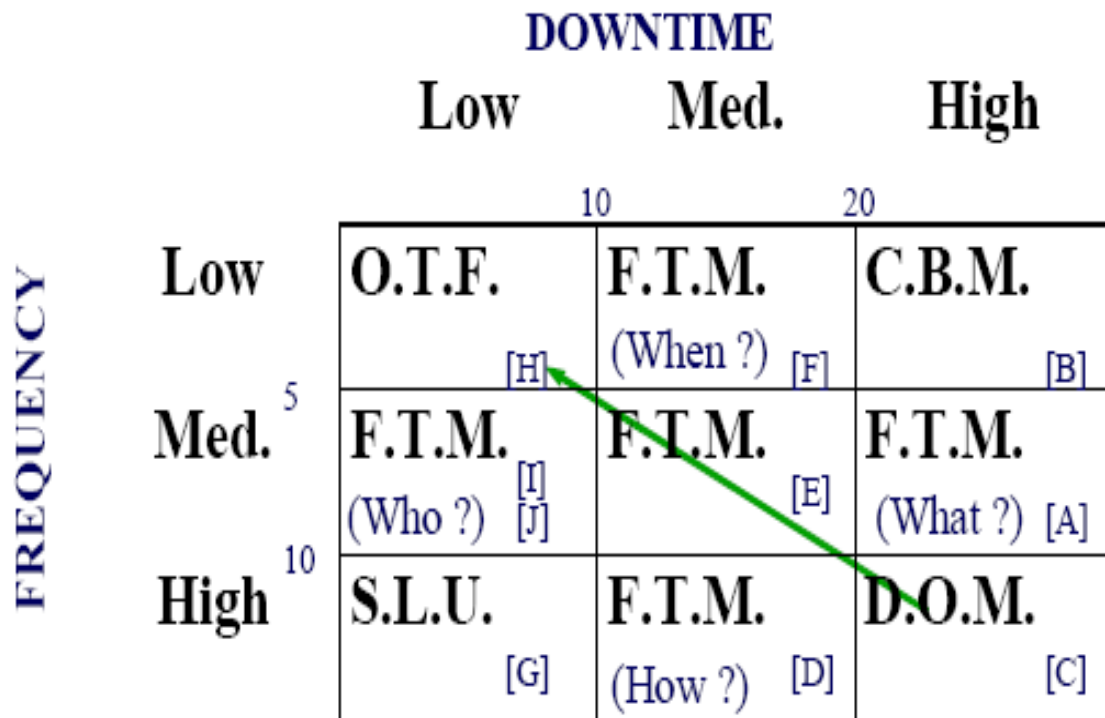 DOWNTIME
Low Med. High
10 20
FREQUENCY
Low O.T.F. F.T.M. C.B.M.
(When ?)
[H] [F] [B]
5
Med. F.T.M. F.T.M. F.T.M.
[I] [E]
(Who ?) [J] (What ?) [A]
10
High S.L.U. F.T.M. D.O.M.
[G] (How ?) [D] [C]